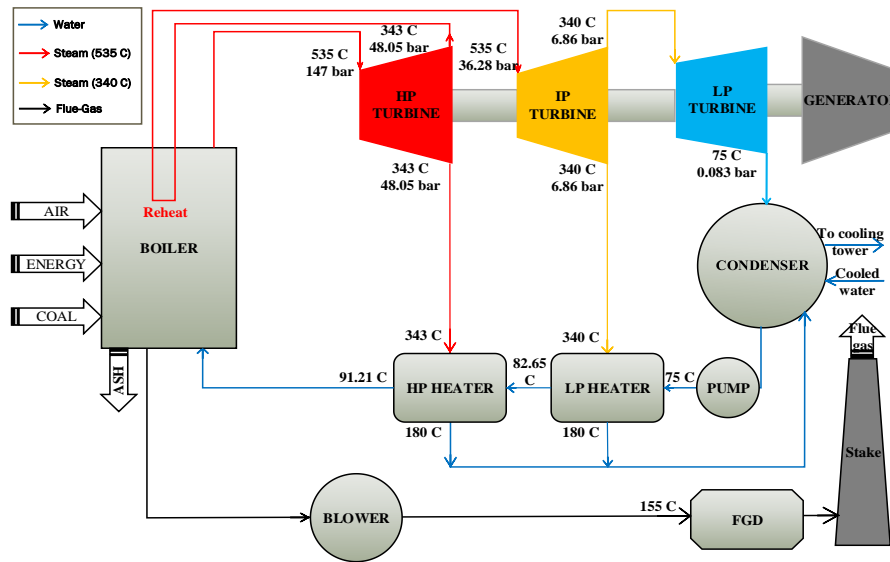 Water
Steam (535 C)
Steam (340 C)
Flue-Gas
343 C
48.05 bar
340 C
6.86 bar
535 C
147 bar
535 C
36.28 bar
HP
TURBINE
IP
TURBINE
LP
TURBINE
GENERATOR
343 C
48.05 bar
340 C
6.86 bar
75 C
0.083 bar
Reheat
BOILER
AIR
ENERGY
COAL
ASH
CONDENSER
To cooling
tower
Cooled
water
Flue
gas
343 C
340 C
91.21 C
HP HEATER
82.65
C
LP HEATER
75 C
PUMP
180 C
180 C
Stake
BLOWER
155 C
FGD